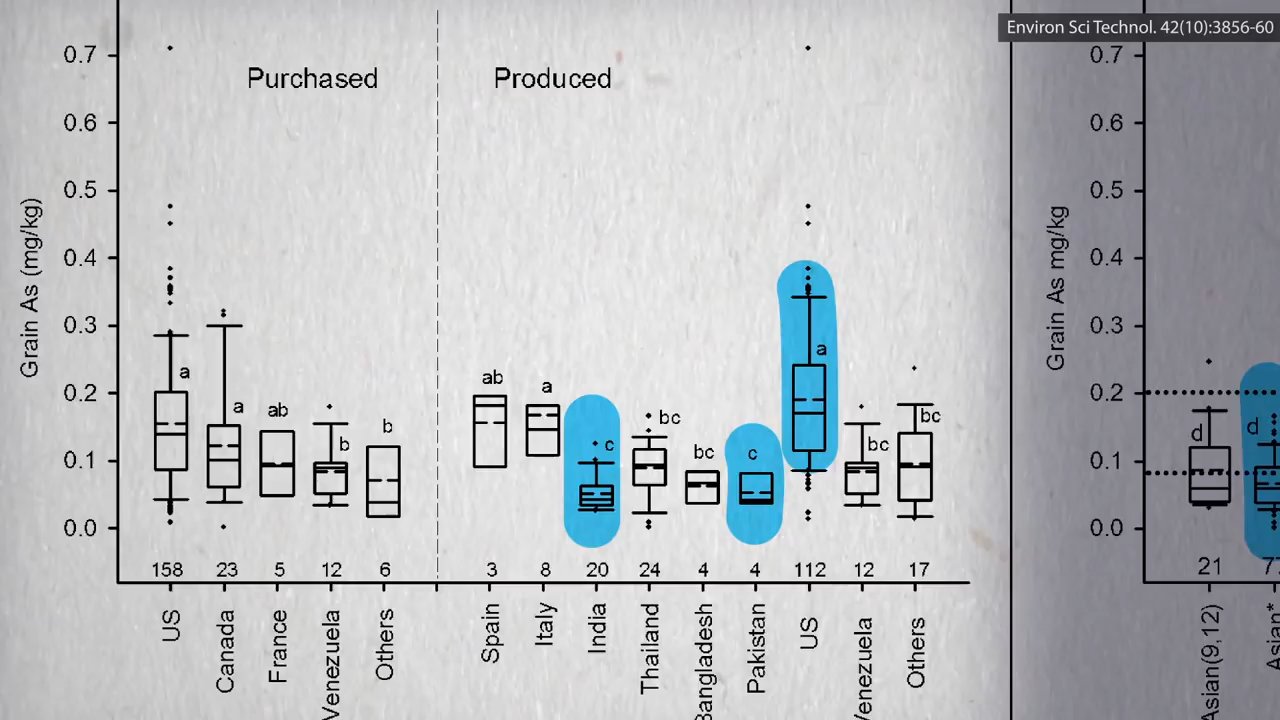 Environ Sci Technol. 42(10):3856-60
Purchased
Produced
Grain As (mg/kg)
0.7
0.6
0.5
0.4
0.3
0.2
0.1
0.0
a
a
ab
b
b
ab
a
c
bc
bc
c
a
bc
bc
158 23 5 12 6 3 8 20 24 4 4 112 12 17
US
Canada
France
Venezuela
Others
Spain
Italy
India
Thailand
Bangladesh
Pakistan
US
Venezuela
Others
Grain As mg/kg
0.7
0.6
0.5
0.4
0.3
0.2
0.1
0.0
d
d
21
Asian(9,12)
Asian*